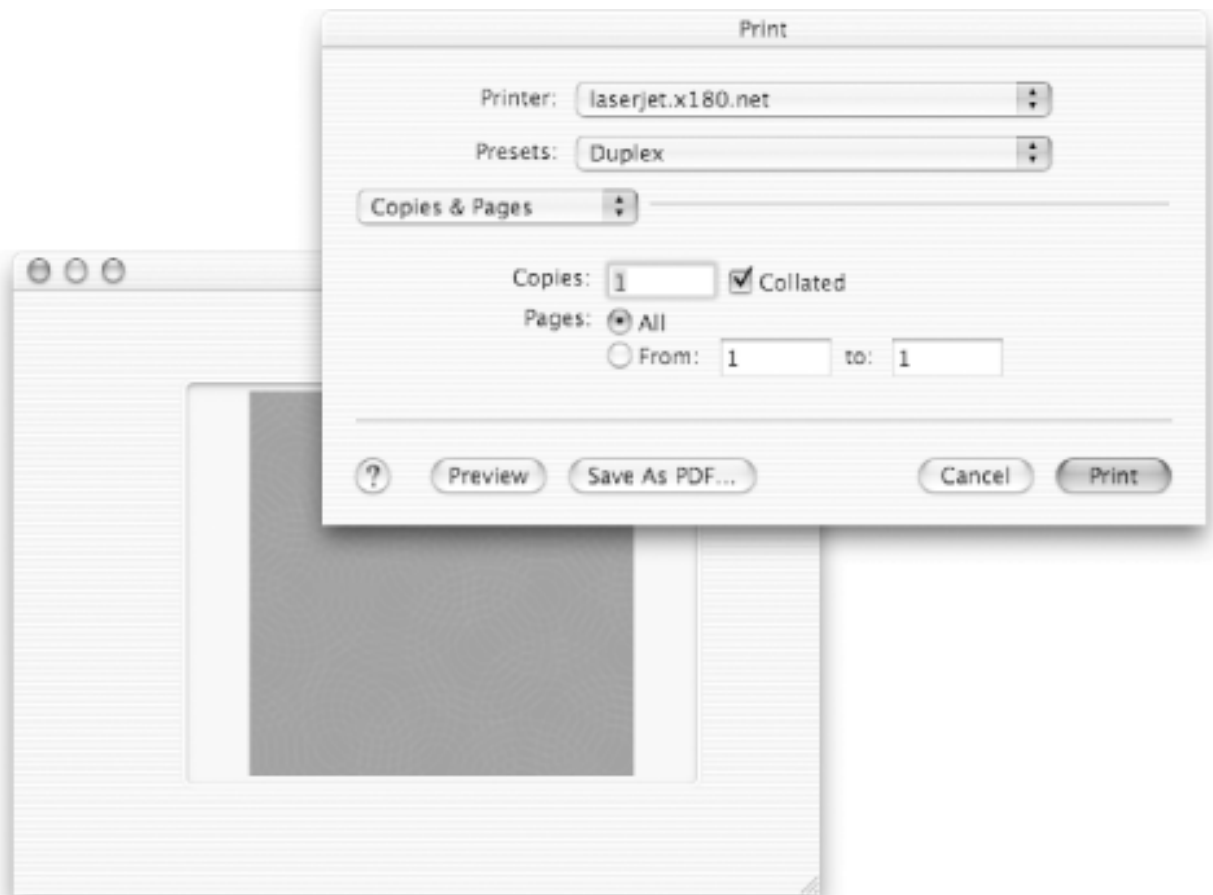 Print
Printer: laserjet.x180.net
Presets: Duplex
Copies & Pages
Copies: 1 Collated
Pages: All
From: 1 to: 1
? Preview Save As PDF... Cancel Print